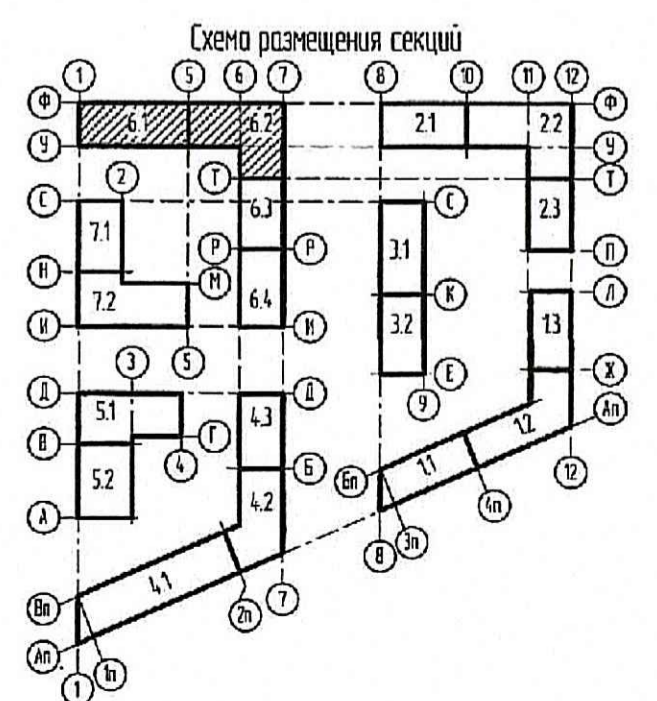 Схема размещения секций
1 5 6 7 8 10 11 12
Ф 6.1 6.2 2.1 2.2 Ф
У У
2 Т Т
С 6.3 С 2.3
7.1 3.1
Р Р П
Н М К Л
7.2 6.4 1.3
И И
3 5 3.2 Е Ж
Д 5.1 4.3 Д 9
В Г 1.2 Ап
4 Б
5.2 Бп 1.1
А 4.2 3п 4п 12
8
4.1
Вп 2п 7
Ап 1п
1